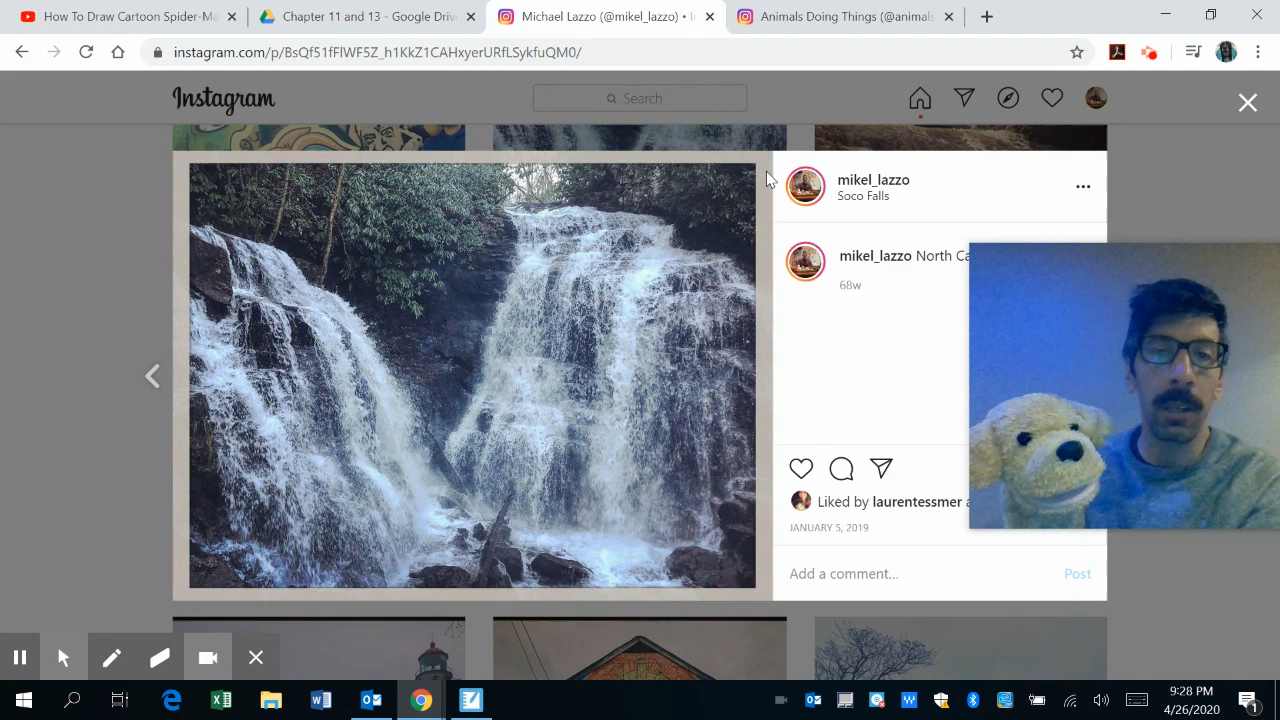 How To Draw Cartoon Spider-Ma
Chapter 11 and 13 - Google Drive
Michael Lazzo (@mikel_lazzo) • I
Animals Doing Things (@animals
instagram.com/p/BsQf51fFlWF5Z_h1KkZ1CAHxyerURfLSykfuQM0/
Instagram
Search
mikel_lazzo
Soco Falls
mikel_lazzo North Ca
68w
Liked by laurentessmer a
JANUARY 5, 2019
Add a comment...
Post
9:28 PM
4/26/2020
1